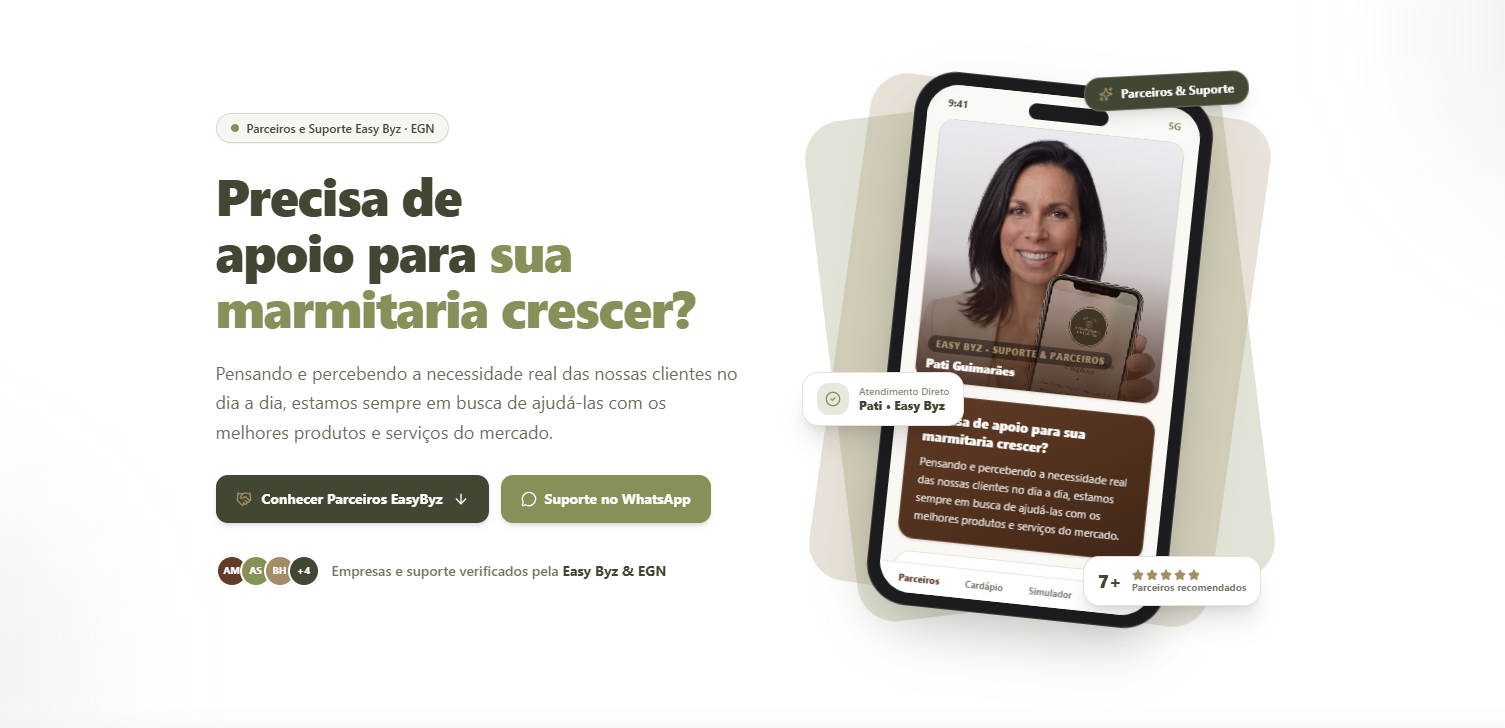 Parceiros e Suporte Easy Byz · EGN
Precisa de
apoio para sua
marmitaria crescer?
Pensando e percebendo a necessidade real das nossas clientes no
dia a dia, estamos sempre em busca de ajudá-las com os
melhores produtos e serviços do mercado.
Conhecer Parceiros EasyByz
Suporte no WhatsApp
AM AS BH +4
Empresas e suporte verificados pela Easy Byz & EGN
Parceiros & Suporte
9:41
5G
EASY BYZ • SUPORTE & PARCEIROS
Pati Guimarães
Atendimento Direto
Pati • Easy Byz
de apoio para sua
marmitaria crescer?
Pensando e percebendo a necessidade real
das nossas clientes no dia a dia, estamos
sempre em busca de ajudá-las com os
melhores produtos e serviços do mercado.
Parceiros Cardápio Simulador
7+
Parceiros recomendados